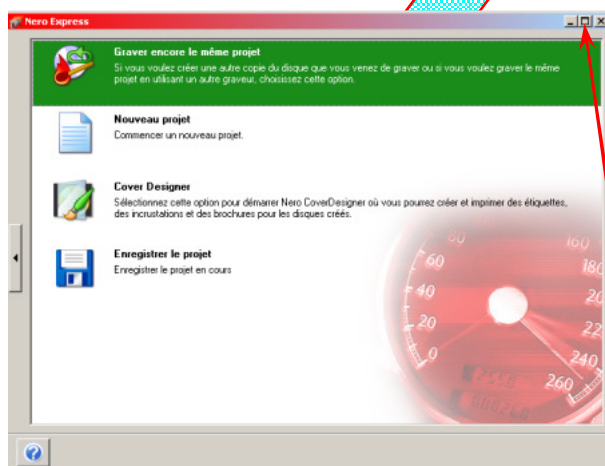 Nero Express
Graver encore le même projet
Si vous voulez créer une autre copie du disque que vous venez de graver ou si vous voulez graver le même
projet en utilisant un autre graveur, choisissez cette option.
Nouveau projet
Commencer un nouveau projet.
Cover Designer
Sélectionnez cette option pour démarrer Nero CoverDesigner où vous pourrez créer et imprimer des étiquettes,
des incrustations et des brochures pour les disques créés.
Enregistrer le projet
Enregistrer le projet en cours
60
40
20
0
160
180
240
260